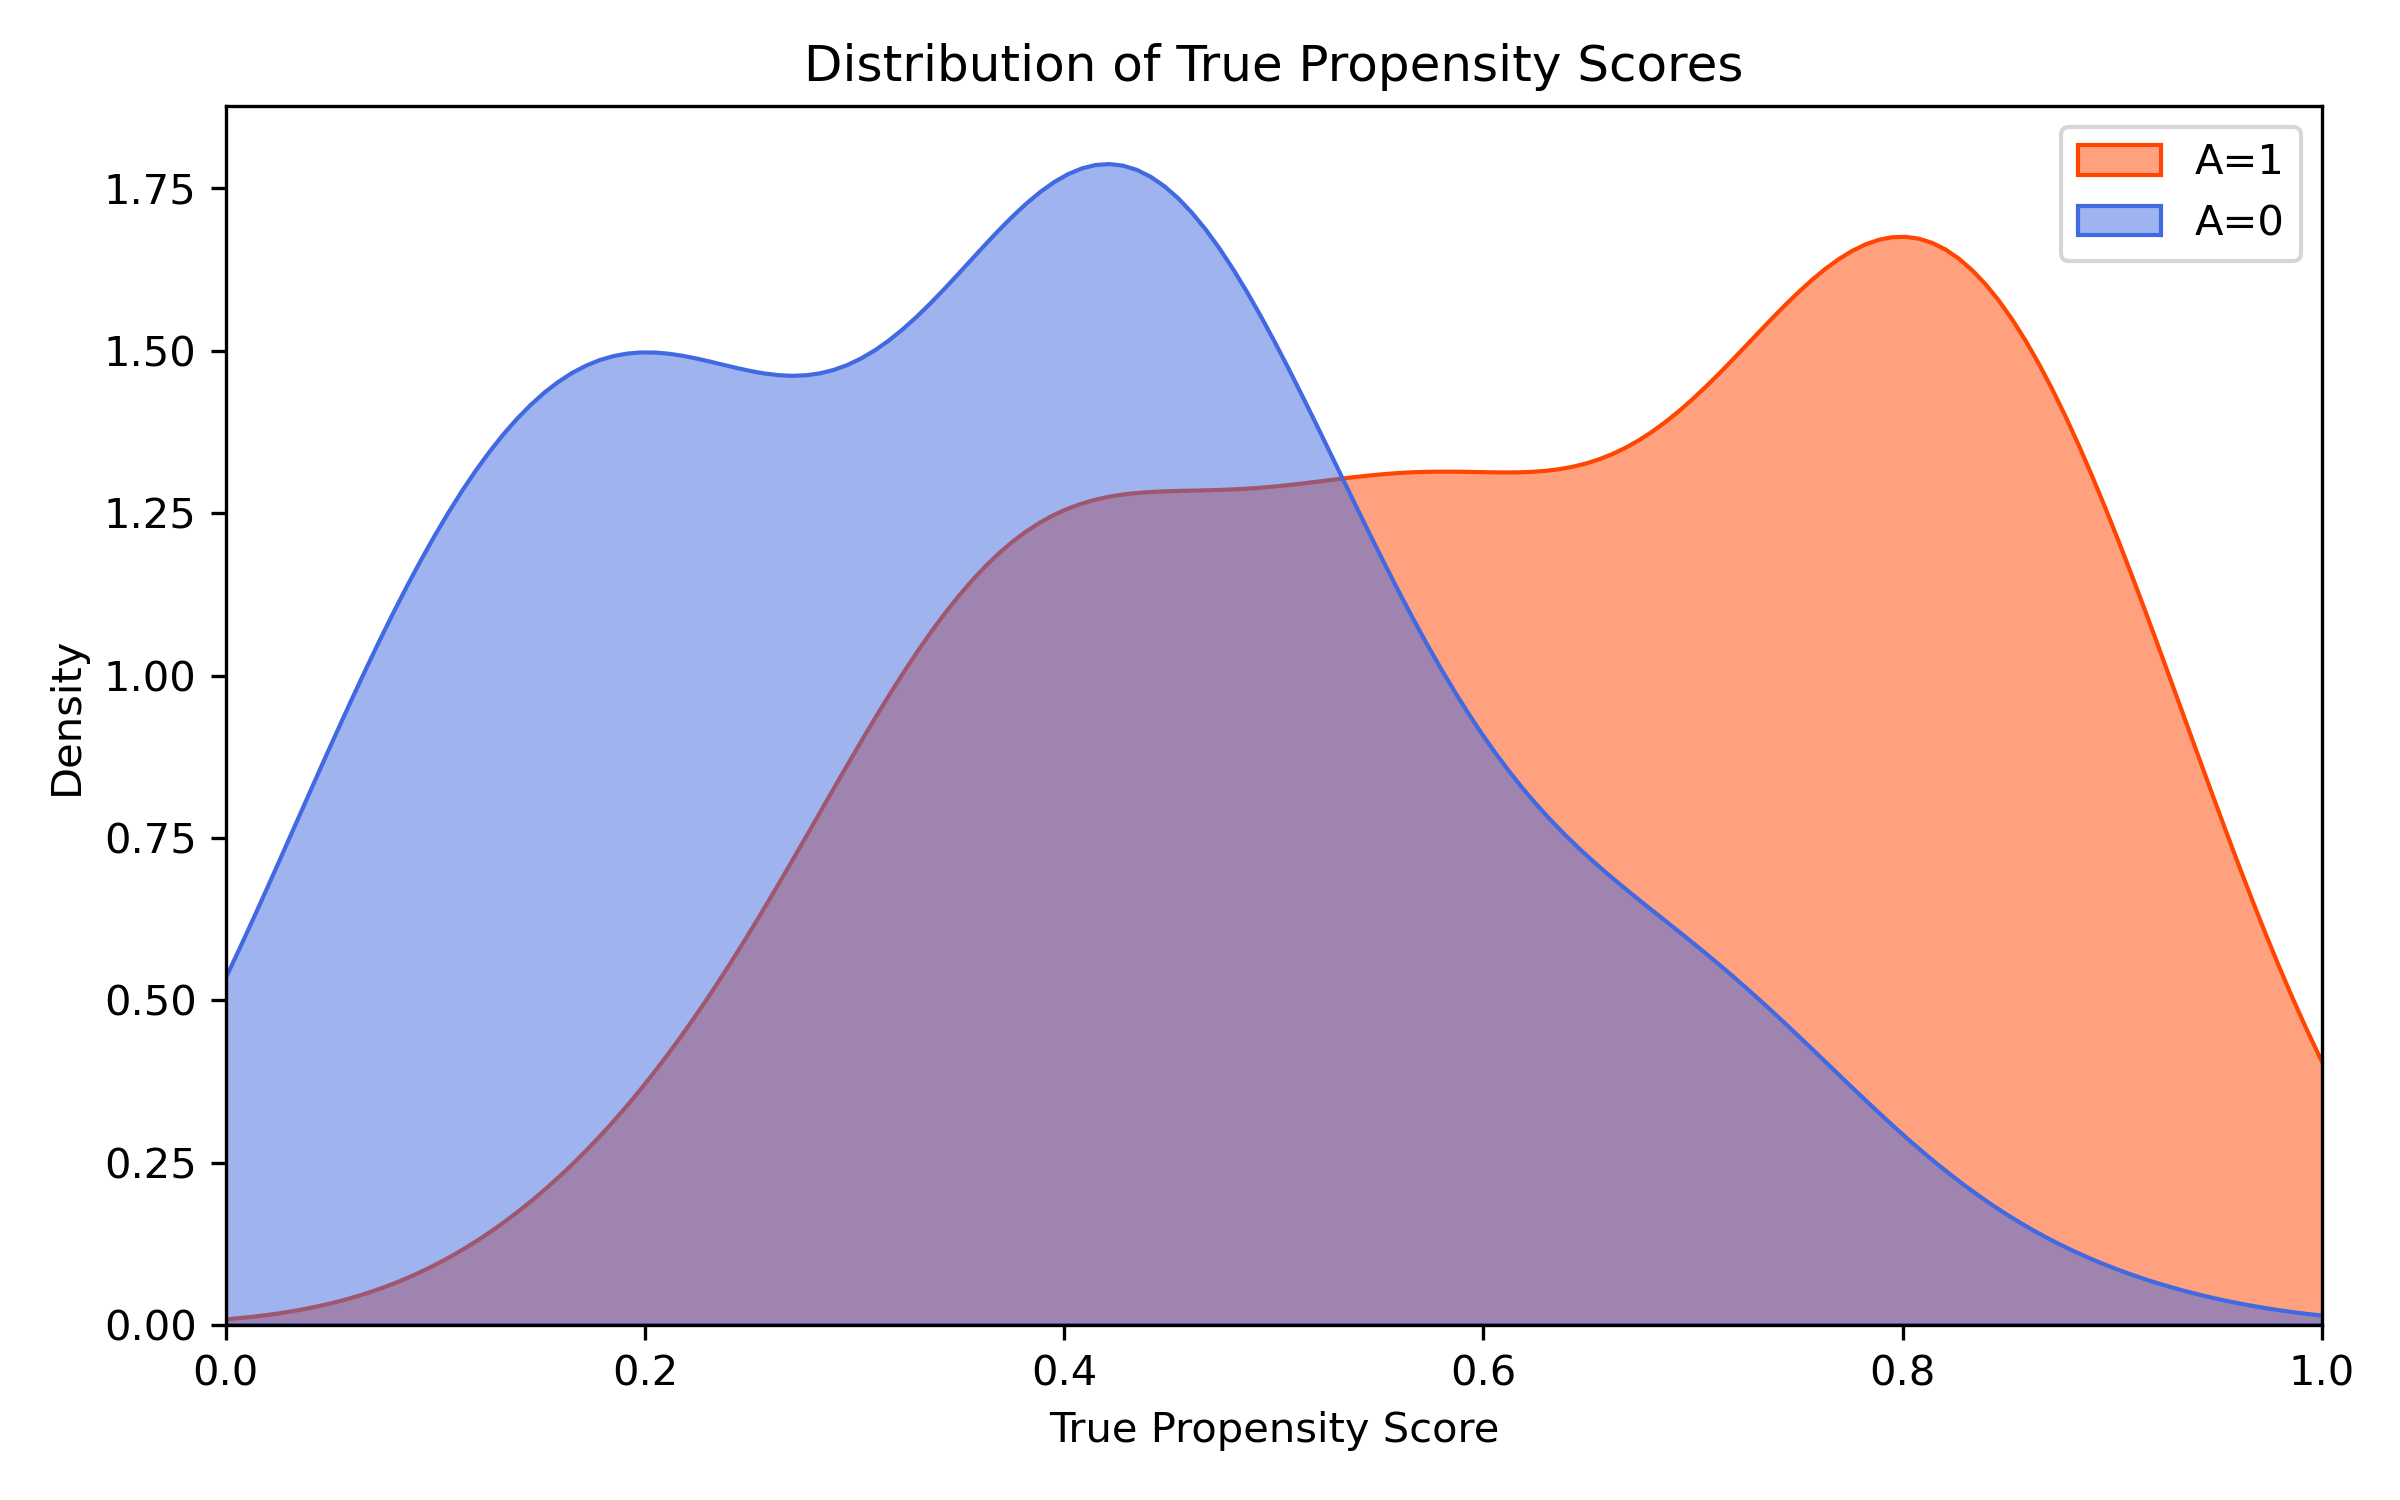 Distribution of True Propensity Scores
A=1
A=0
1.75
1.50
1.25
1.00
0.75
0.50
0.25
0.00
Density
0.0 0.2 0.4 0.6 0.8 1.0
True Propensity Score